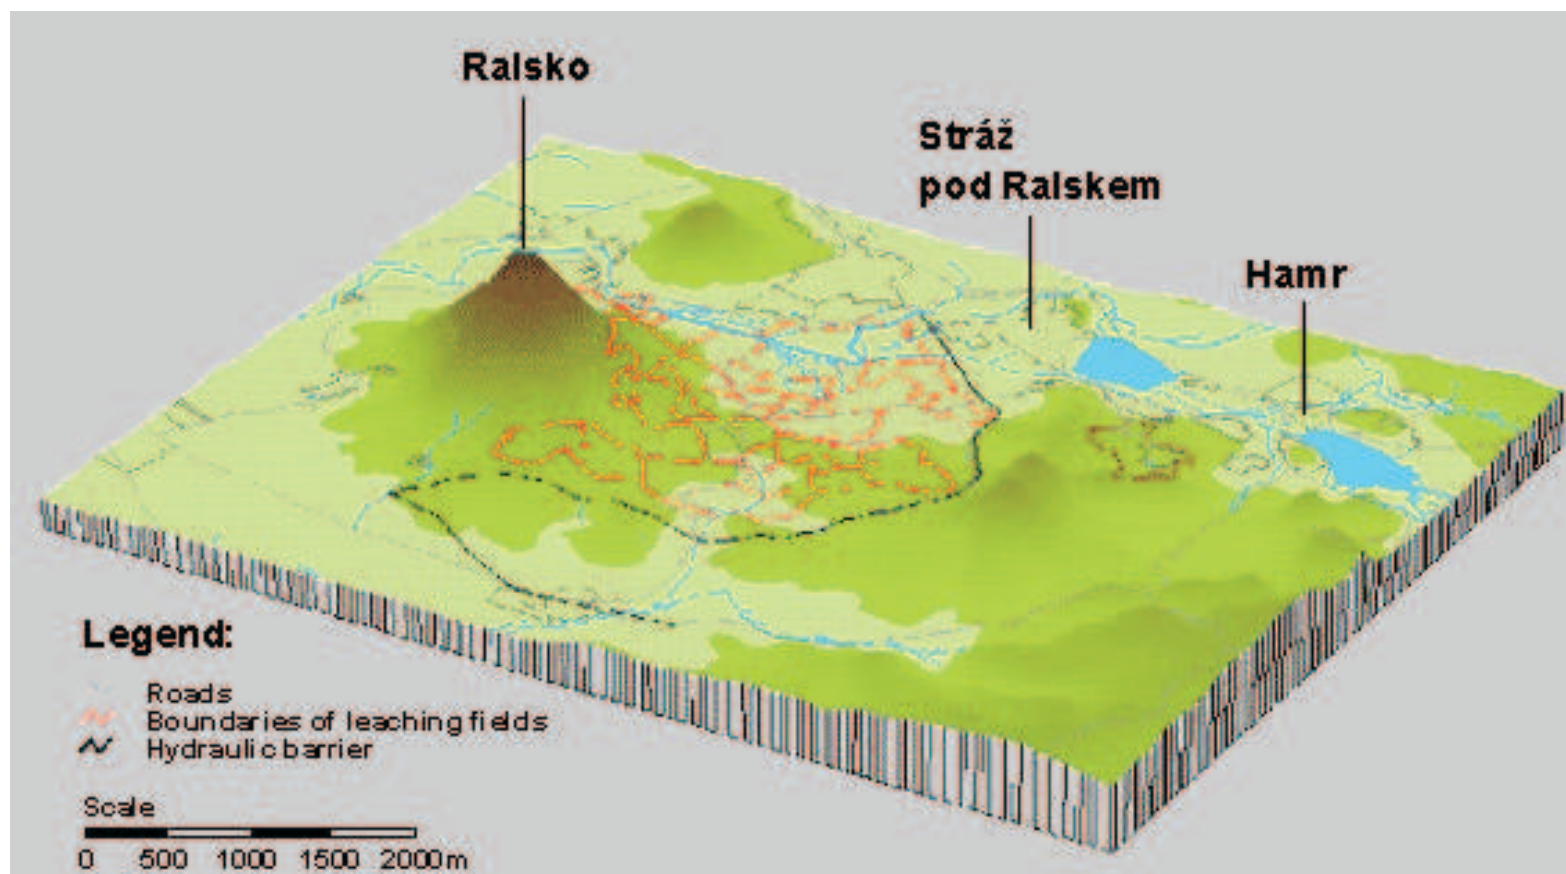 Ralsko
Stráž
pod Ralskem
Hamr
Legend:
Roads
Boundaries of leaching fields
Hydraulic barrier
Scale
0 500 1000 1500 2000m